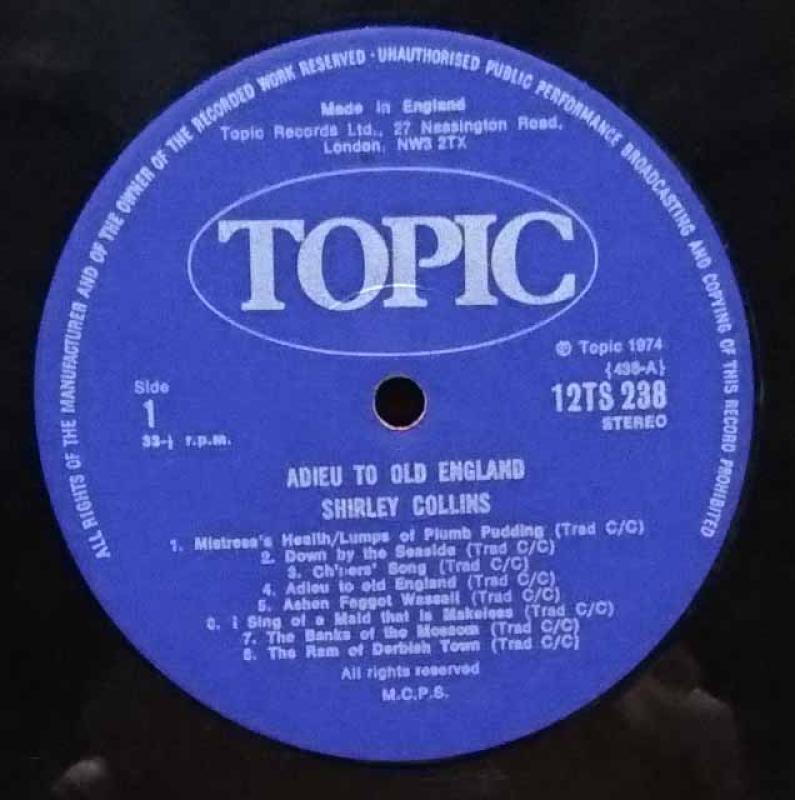 ALL RIGHTS OF THE MANUFACTURER AND OF THE OWNER OF THE RECORDED WORK RESERVED · UNAUTHORISED PUBLIC PERFORMANCE BROADCASTING AND COPYING OF THIS RECORD PROHIBITED
Made in England
Topic Records Ltd., 27 Nassington Road,
London, NW3 2TX
TOPIC
℗ Topic 1974
(438-A)
Side
1
12TS 238
33-⅓ r.p.m.
STEREO
ADIEU TO OLD ENGLAND
SHIRLEY COLLINS
1. Mistress's Health/Lumps of Plumb Pudding (Trad C/C)
2. Down by the Seaside (Trad C/C)
3. Song (Trad C/C)
4. Adieu to old England (Trad C/C)
5. Ashen Faggot Wassail (Trad C/C)
6. I Sing of a Maid that is Makeless (Trad C/C)
7. The Banks of the Mossom (Trad C/C)
8. The Ram of Derbish Town (Trad C/C)
All rights reserved
M.C.P.S.